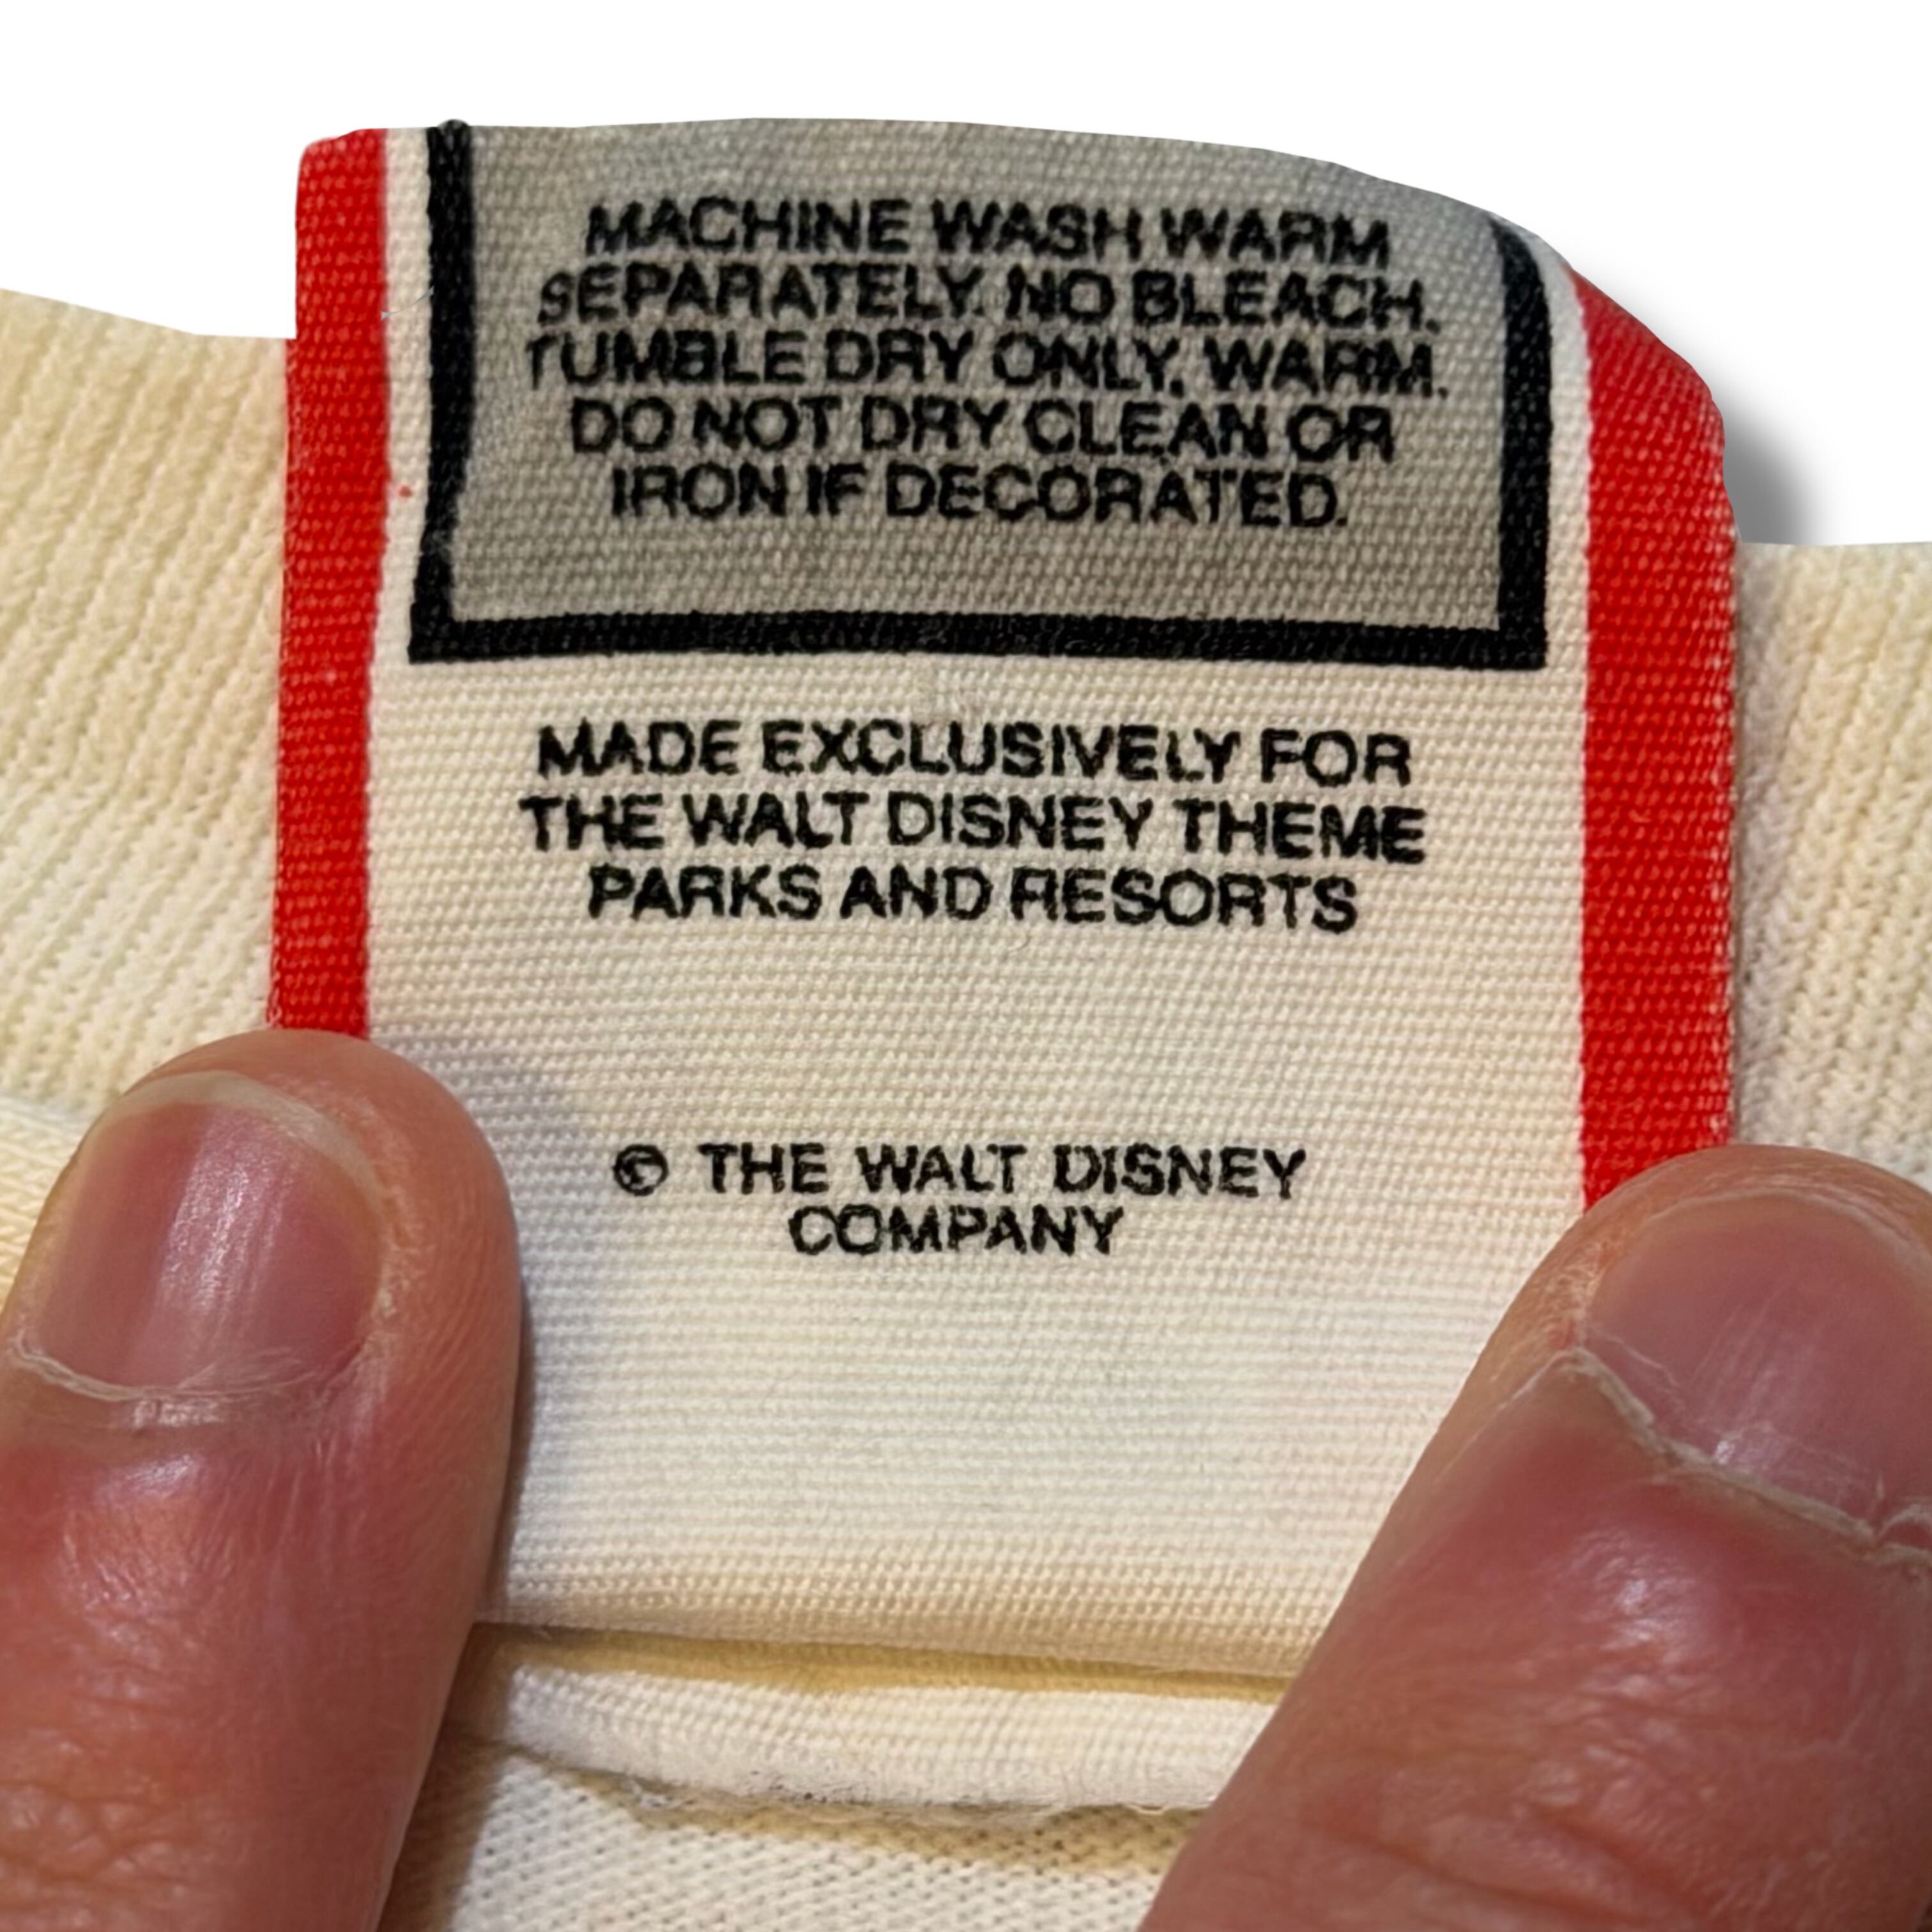 MACHINE WASH WARM
SEPARATELY. NO BLEACH.
TUMBLE DRY ONLY, WARM.
DO NOT DRY CLEAN OR
IRON IF DECORATED.
MADE EXCLUSIVELY FOR
THE WALT DISNEY THEME
PARKS AND RESORTS
© THE WALT DISNEY
COMPANY